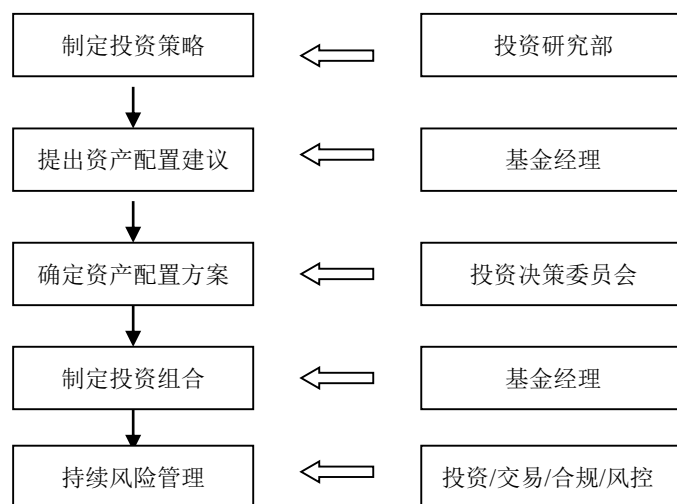 制定投资策略
投资研究部
提出资产配置建议
基金经理
确定资产配置方案
投资决策委员会
制定投资组合
基金经理
持续风险管理
投资/交易/合规/风控